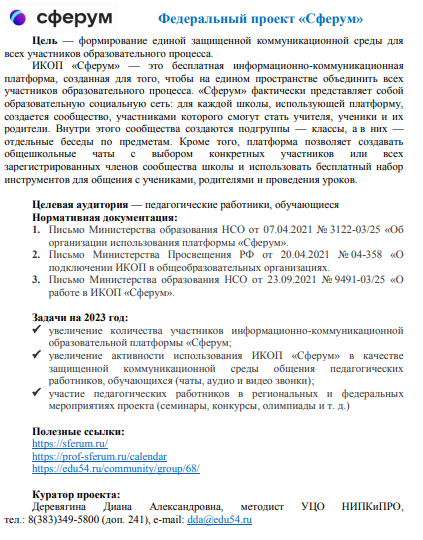 сферум
Федеральный проект «Сферум»
Цель — формирование единой защищенной коммуникационной среды для
всех участников образовательного процесса.
ИКОП «Сферум» — это бесплатная информационно-коммуникационная
платформа, созданная для того, чтобы на едином пространстве объединить всех
участников образовательного процесса. «Сферум» фактически представляет собой
образовательную социальную сеть: для каждой школы, использующей платформу,
создается сообщество, участниками которого смогут стать учителя, ученики и их
родители. Внутри этого сообщества создаются подгруппы — классы, а в них —
отдельные беседы по предметам. Кроме того, платформа позволяет создавать
общешкольные чаты с выбором конкретных участников или всех
зарегистрированных членов сообщества школы и использовать бесплатный набор
инструментов для общения с учениками, родителями и проведения уроков.
Целевая аудитория — педагогические работники, обучающиеся
Нормативная документация:
1. Письмо Министерства образования НСО от 07.04.2021 № 3122-03/25 «Об
организации использования платформы «Сферум».
2. Письмо Министерства Просвещения РФ от 20.04.2021 № 04-358 «О
подключении ИКОП в общеобразовательных организациях.
3. Письмо Министерства образования НСО от 23.09.2021 № 9491-03/25 «О
работе в ИКОП «Сферум».
Задачи на 2023 год:
✓ увеличение количества участников информационно-коммуникационной
образовательной платформы «Сферум;
✓ увеличение активности использования ИКОП «Сферум» в качестве
защищенной коммуникационной среды общения педагогических
работников, обучающихся (чаты, аудио и видео звонки);
✓ участие педагогических работников в региональных и федеральных
мероприятиях проекта (семинары, конкурсы, олимпиады и т. д.)
Полезные ссылки:
https://sferum.ru/
https://prof-sferum.ru/calendar
https://edu54.ru/community/group/68/
Куратор проекта:
Деревягина Диана Александровна, методист УЦО НИПКиПРО,
тел.: 8(383)349-5800 (доп. 241), e-mail: dda@edu54.ru